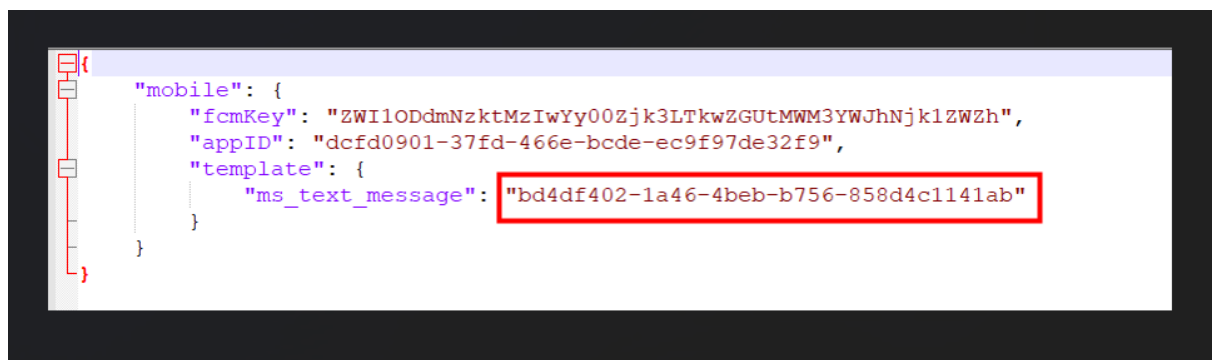 {
"mobile": {
"fcmKey": "ZWI1ODdmNzktMzIwYy00Zjk3LTkwZGUtMWM3YWJhNjk1ZWZh",
"appID": "dcfd0901-37fd-466e-bcde-ec9f97de32f9",
"template": {
"ms_text_message": "bd4df402-1a46-4beb-b756-858d4c1141ab"
}
}
}